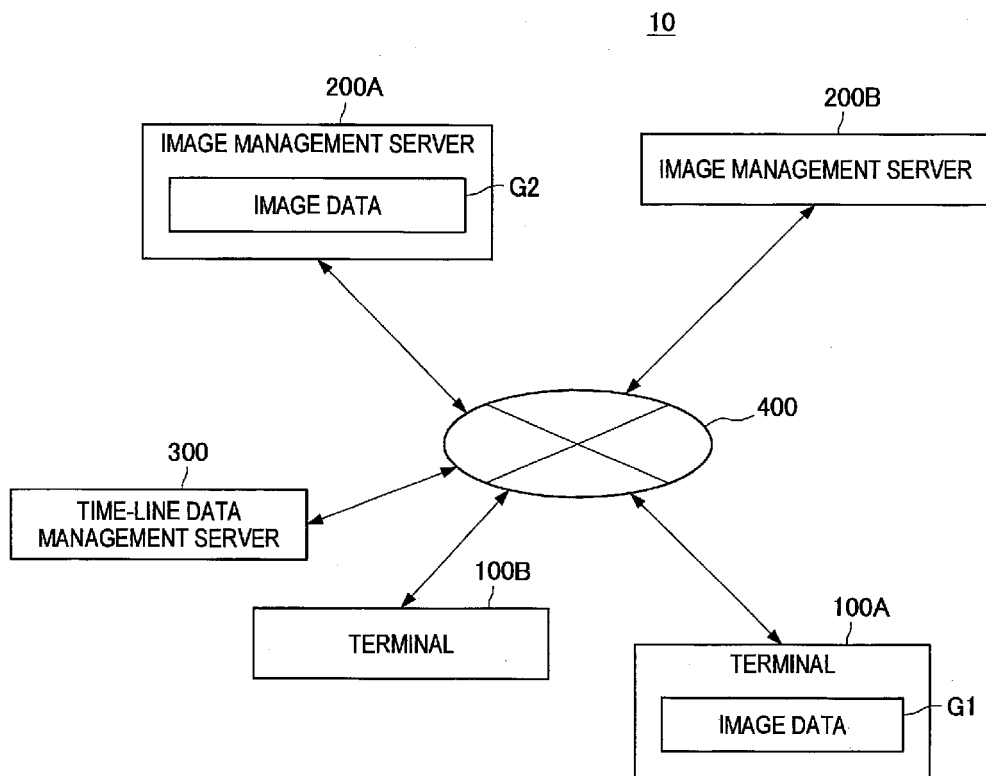 10
200A
IMAGE MANAGEMENT SERVER
IMAGE DATA
G2
200B
IMAGE MANAGEMENT SERVER
400
300
TIME-LINE DATA
MANAGEMENT SERVER
100B
TERMINAL
100A
TERMINAL
IMAGE DATA
G1